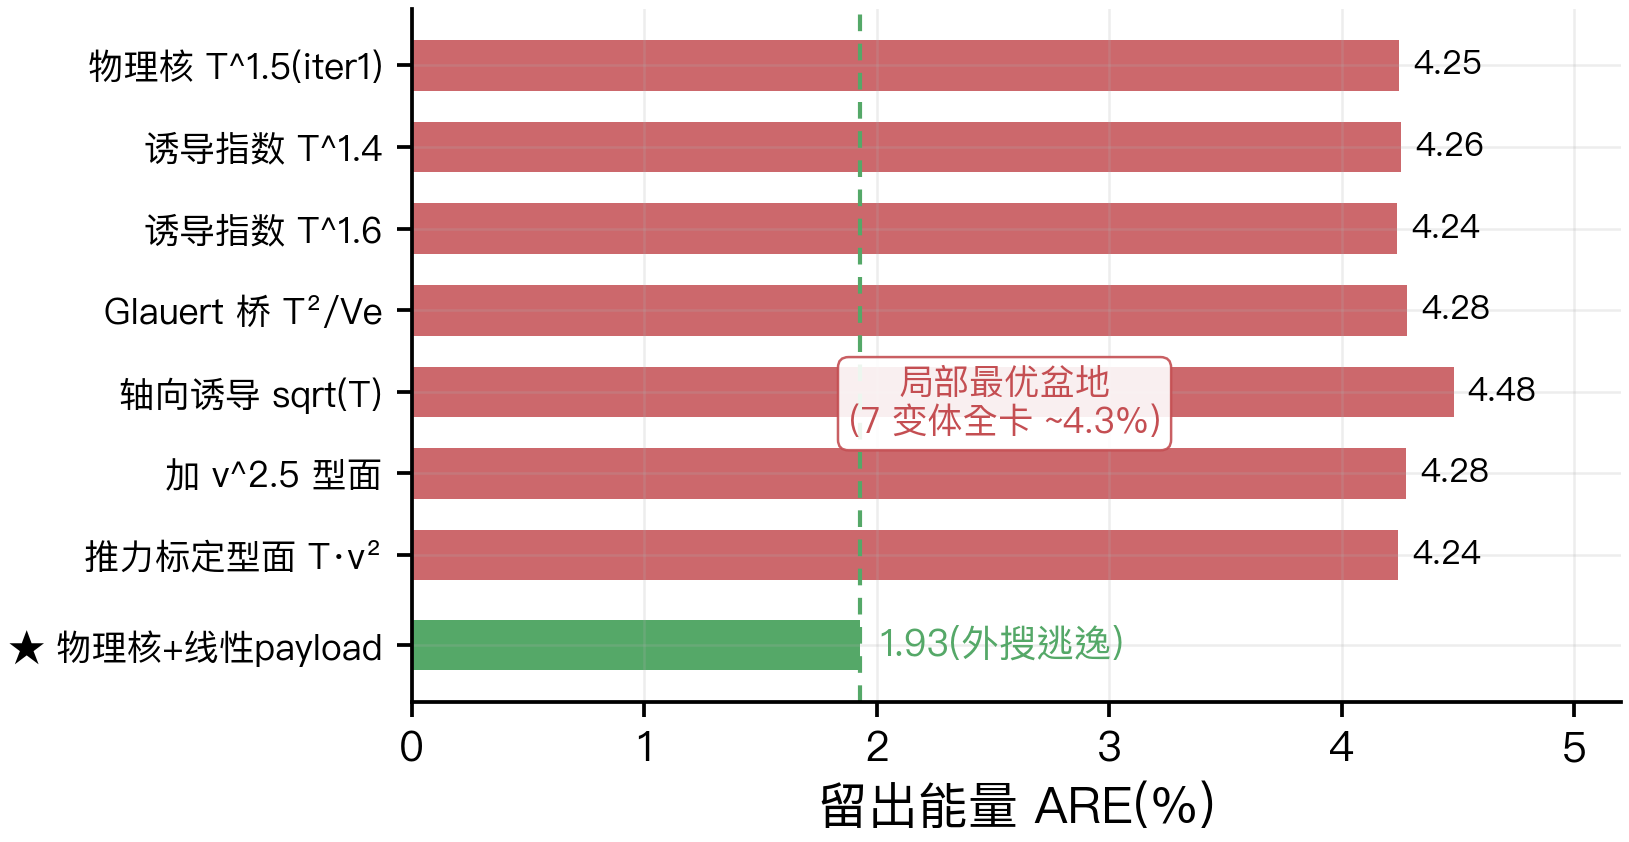 物理核 T^1.5(iter1)
4.25
诱导指数 T^1.4
4.26
诱导指数 T^1.6
4.24
Glauert 桥 T²/Ve
4.28
轴向诱导 sqrt(T)
局部最优盆地
(7 变体全卡 ~4.3%)
4.48
加 v^2.5 型面
4.28
推力标定型面 T·v²
4.24
★ 物理核+线性payload
1.93(外搜逃逸)
0 1 2 3 4 5
留出能量 ARE(%)